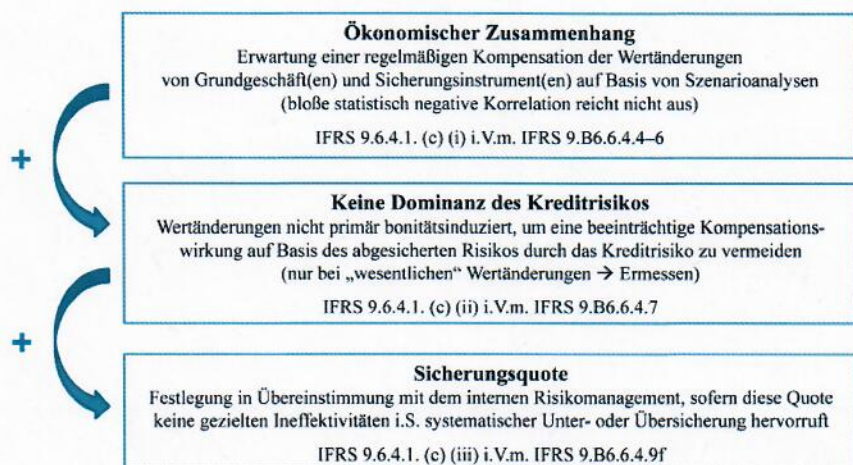 Ökonomischer Zusammenhang
Erwartung einer regelmäßigen Kompensation der Wertänderungen
von Grundgeschäft(en) und Sicherungsinstrument(en) auf Basis von Szenarioanalysen
(bloße statistisch negative Korrelation reicht nicht aus)
IFRS 9.6.4.1. (c) (i) i.V.m. IFRS 9.B6.6.4.4–6
+
Keine Dominanz des Kreditrisikos
Wertänderungen nicht primär bonitätsinduziert, um eine beeinträchtige Kompensations-
wirkung auf Basis des abgesicherten Risikos durch das Kreditrisiko zu vermeiden
(nur bei „wesentlichen“ Wertänderungen → Ermessen)
IFRS 9.6.4.1. (c) (ii) i.V.m. IFRS 9.B6.6.4.7
+
Sicherungsquote
Festlegung in Übereinstimmung mit dem internen Risikomanagement, sofern diese Quote
keine gezielten Ineffektivitäten i.S. systematischer Unter- oder Übersicherung hervorruft
IFRS 9.6.4.1. (c) (iii) i.V.m. IFRS 9.B6.6.4.9f